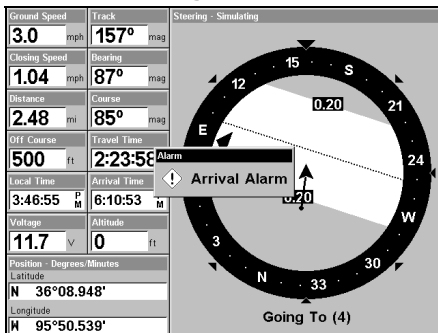 Ground Speed
3.0 mph
Track
157° mag
Closing Speed
1.04 mph
Bearing
87° mag
Distance
2.48 mi
Course
85° mag
Off Course
500 ft
Travel Time
2:23:58
Local Time
3:46:55 PM
Arrival Time
6:10:53 M
Voltage
11.7 V
Altitude
0 ft
Position - Degrees/Minutes
Latitude
N 36°08.948'
Longitude
W 95°50.539'
Steering - Simulating
15
S
12
21
0.20
E
24
Alarm
Arrival Alarm
0.20
W
3
30
N
33
Going To (4)